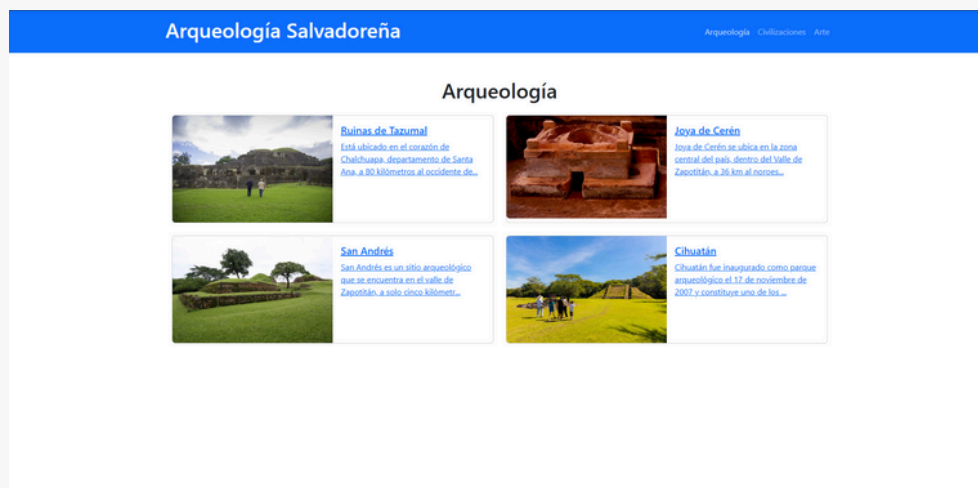 Arqueología Salvadoreña
Arqueología Civilizaciones Arte
Arqueología
Ruinas de Tazumal
Está ubicado en el corazón de
Chalchuapa, departamento de Santa
Ana, a 80 kilómetros al occidente de...
Joya de Cerén
Joya de Cerén se ubica en la zona
central del país, dentro del Valle de
Zapotitán, a 36 km al noroes...
San Andrés
San Andrés es un sitio arqueológico
que se encuentra en el valle de
Zapotitán, a solo cinco kilómetr...
Cihuatán
Cihuatán fue inaugurado como parque
arqueológico el 17 de noviembre de
2007 y constituye uno de los ...